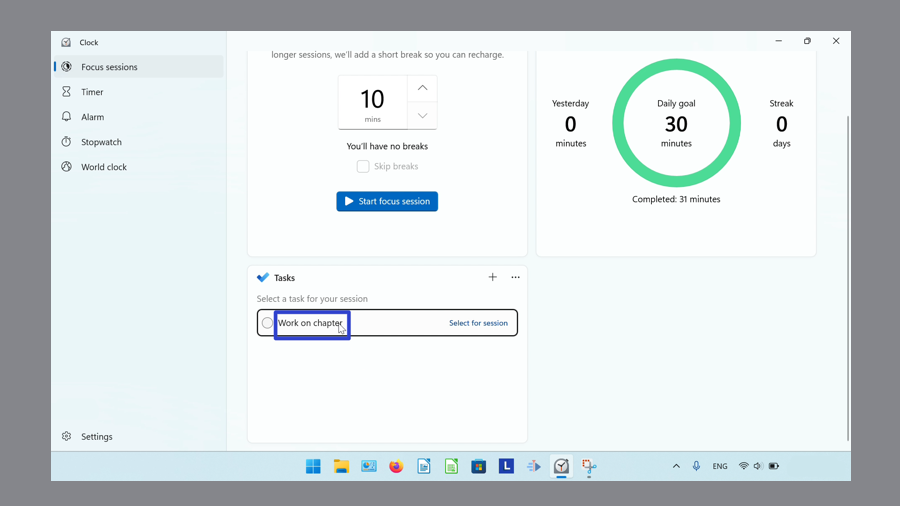 Clock
Focus sessions
Timer
Alarm
Stopwatch
World clock
Settings
longer sessions, we'll add a short break so you can recharge.
10
mins
You'll have no breaks
Skip breaks
Start focus session
Yesterday
0
minutes
Daily goal
30
minutes
Streak
0
days
Completed: 31 minutes
Tasks
Select a task for your session
Work on chapter
Select for session
L
ENG